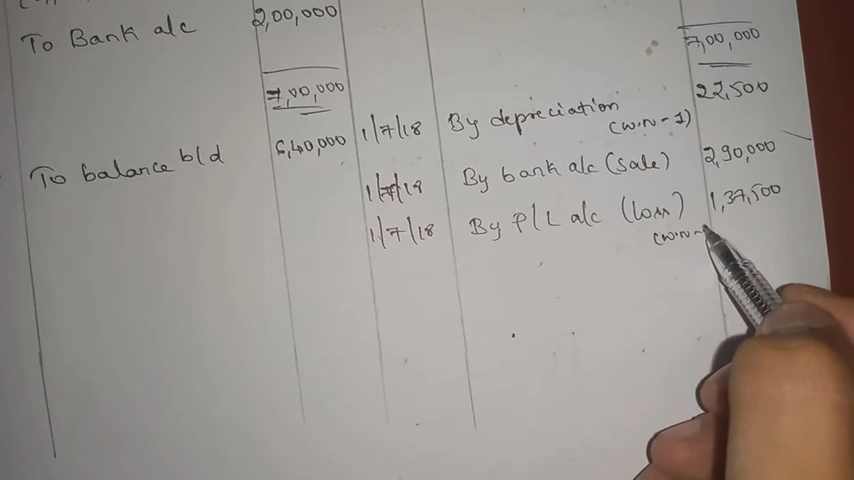 To Bank a/c 2,00,000
7,00,000
7,00,000
1/7/18 By depreciation 22,500
(w.n-1)
To balance b/d 6,40,000
1/7/18 By bank a/c (sale) 2,90,000
1/7/18 By P/L a/c (loss) 1,37,500
(w.n-